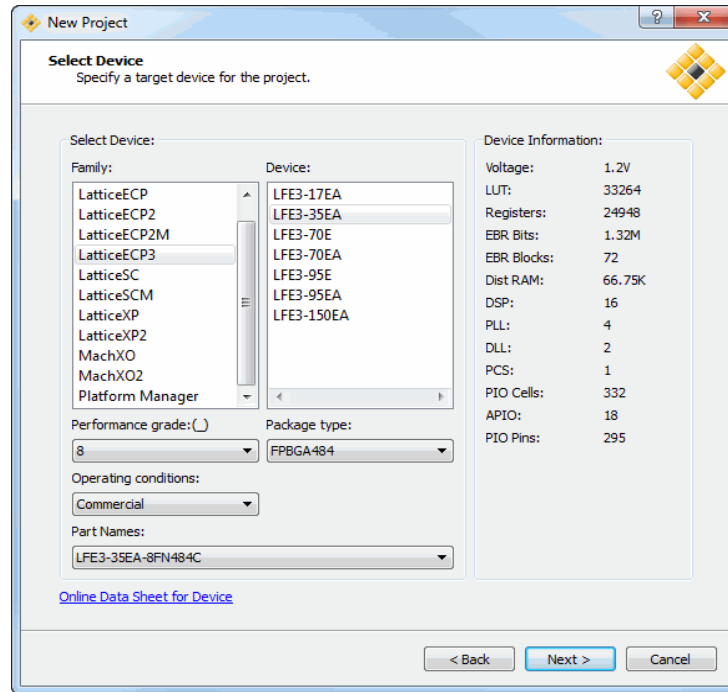 New Project
Select Device
Specify a target device for the project.
Select Device:
Family:
LatticeECP
LatticeECP2
LatticeECP2M
LatticeECP3
LatticeSC
LatticeSCM
LatticeXP
LatticeXP2
MachXO
MachXO2
Platform Manager
Device:
LFE3-17EA
LFE3-35EA
LFE3-70E
LFE3-70EA
LFE3-95E
LFE3-95EA
LFE3-150EA
Performance grade:(_)
8
Package type:
FPBGA484
Operating conditions:
Commercial
Part Names:
LFE3-35EA-8FN484C
Device Information:
Voltage: 1.2V
LUT: 33264
Registers: 24948
EBR Bits: 1.32M
EBR Blocks: 72
Dist RAM: 66.75K
DSP: 16
PLL: 4
DLL: 2
PCS: 1
PIO Cells: 332
APIO: 18
PIO Pins: 295
Online Data Sheet for Device
< Back
Next >
Cancel